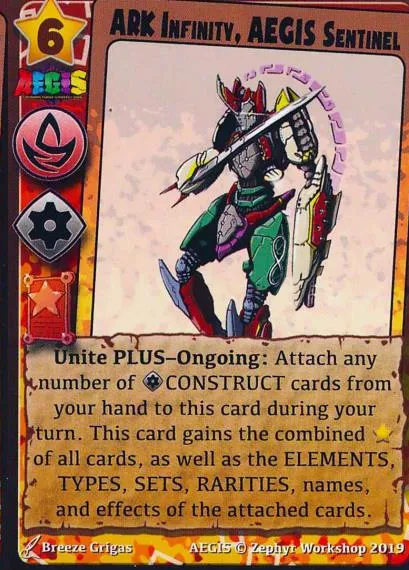 6
ARK INFINITY, AEGIS SENTINEL
AEGIS
Unite PLUS–Ongoing: Attach any
number of CONSTRUCT cards from
your hand to this card during your
turn. This card gains the combined
of all cards, as well as the ELEMENTS,
TYPES, SETS, RARITIES, names,
and effects of the attached cards.
Breeze Grigas
AEGIS © Zephyr Workshop 2019